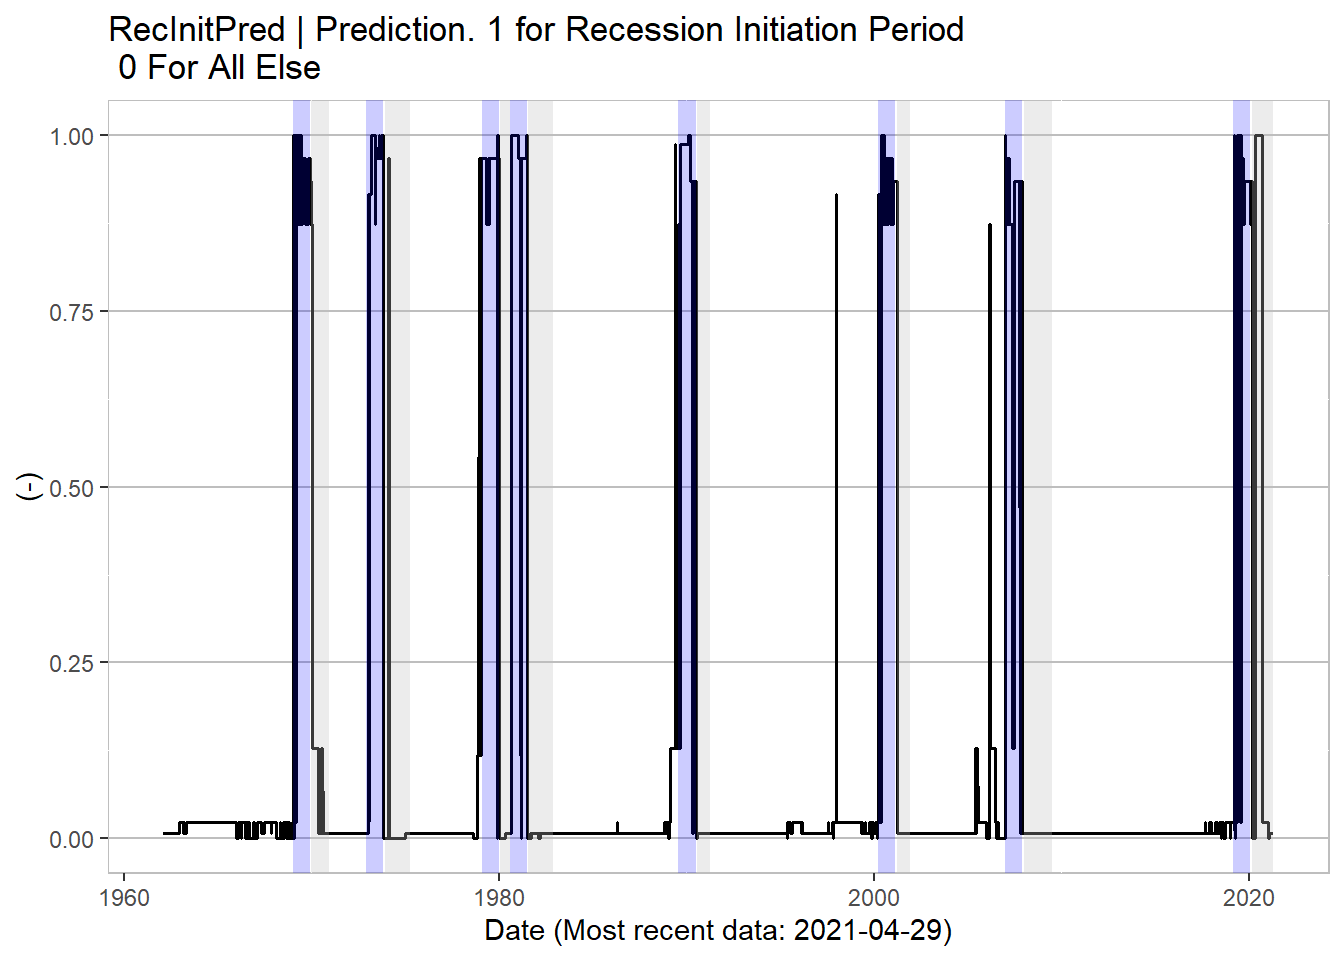 RecInitPred | Prediction. 1 for Recession Initiation Period
0 For All Else
1.00
0.75
0.50
0.25
0.00
(-)
1960 1980 2000 2020
Date (Most recent data: 2021-04-29)